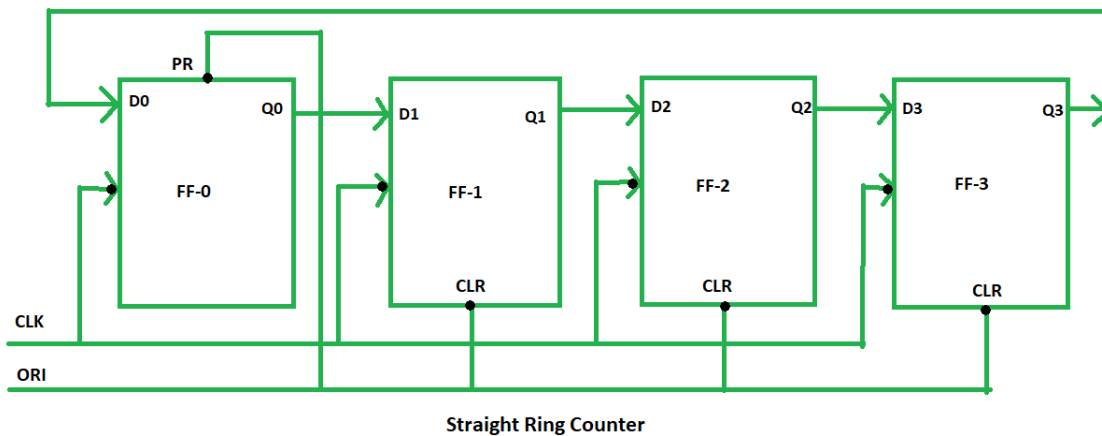 PR
D0
Q0
D1
Q1
D2
Q2
D3
Q3
FF-0
FF-1
FF-2
FF-3
CLR
CLR
CLR
CLK
ORI
Straight Ring Counter